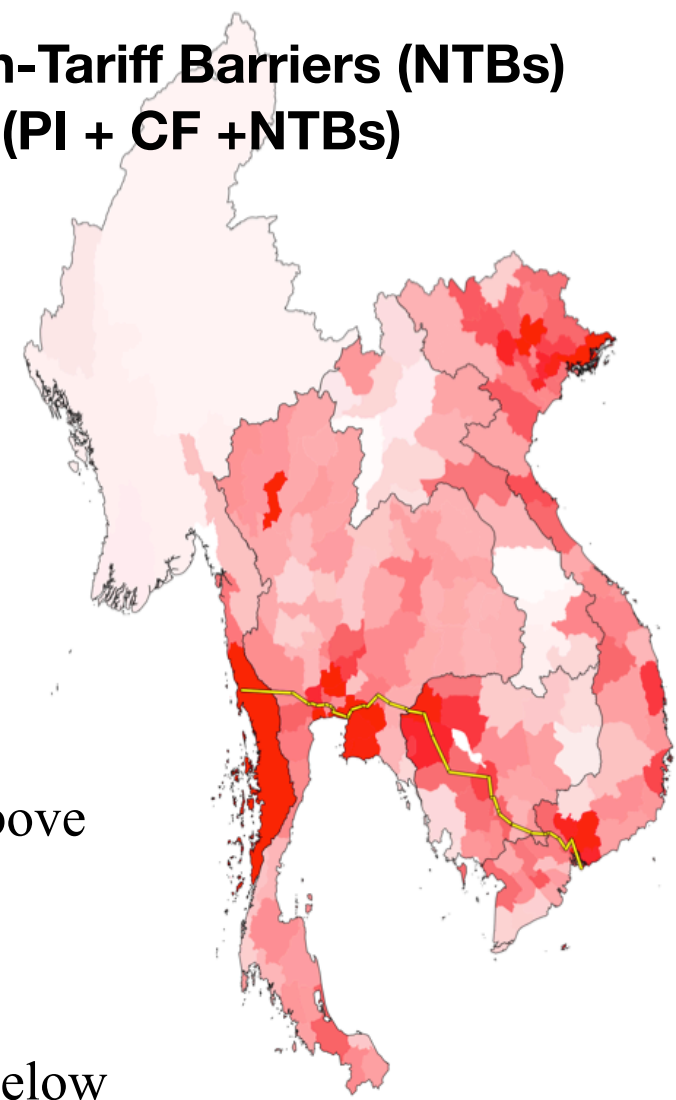 n-Tariff Barriers (NTBs)
(PI + CF +NTBs)
bove
elow